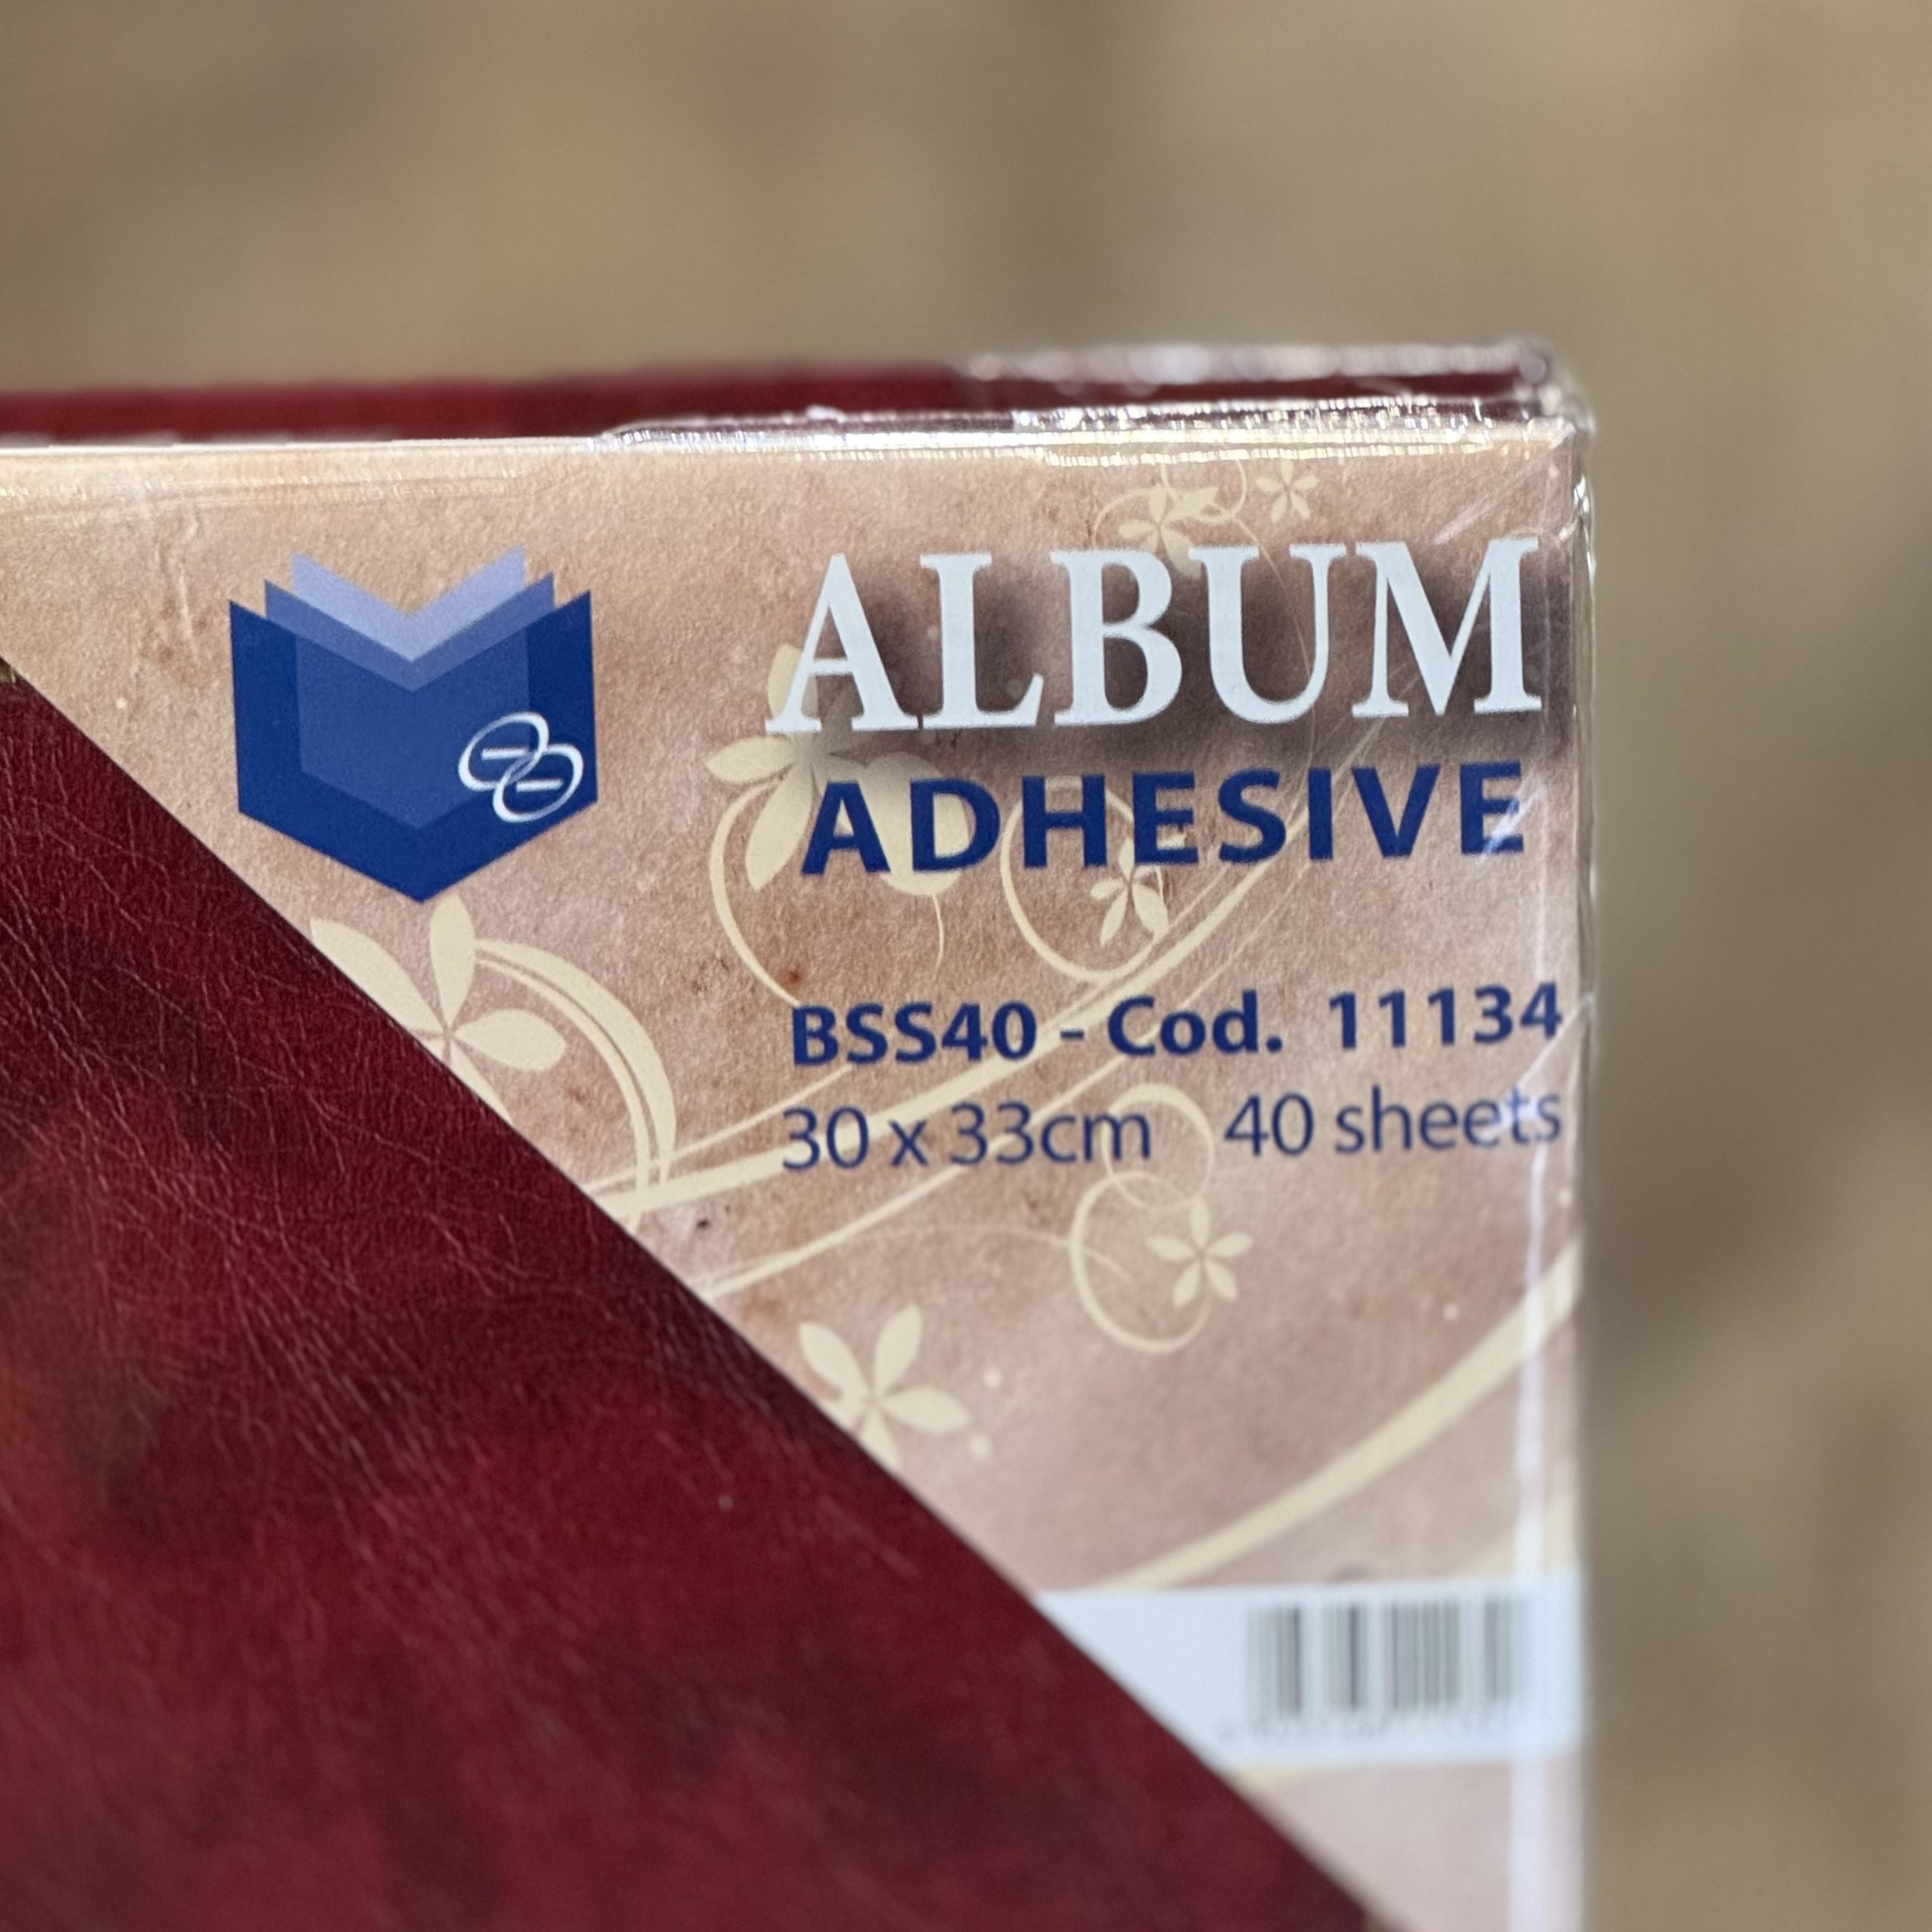 ALBUM
ADHESIVE
BSS40 - Cod. 11134
30 x 33cm 40 sheets